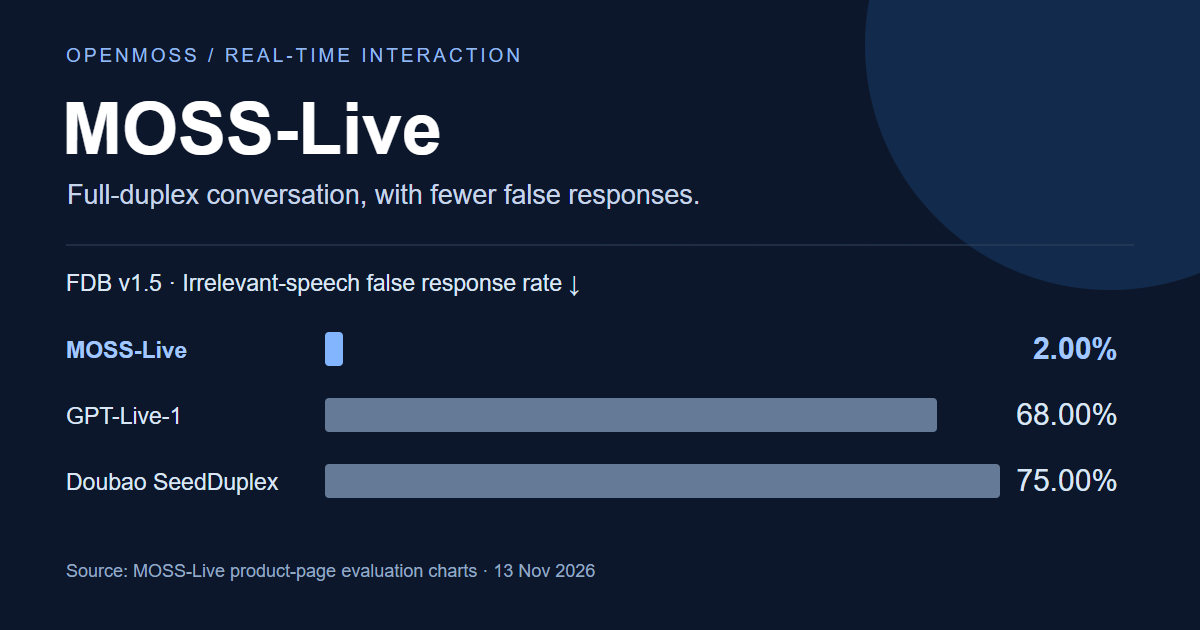 OPENMOSS / REAL-TIME INTERACTION
MOSS-Live
Full-duplex conversation, with fewer false responses.
FDB v1.5 · Irrelevant-speech false response rate ↓
MOSS-Live 2.00%
GPT-Live-1 68.00%
Doubao SeedDuplex 75.00%
Source: MOSS-Live product-page evaluation charts · 13 Nov 2026